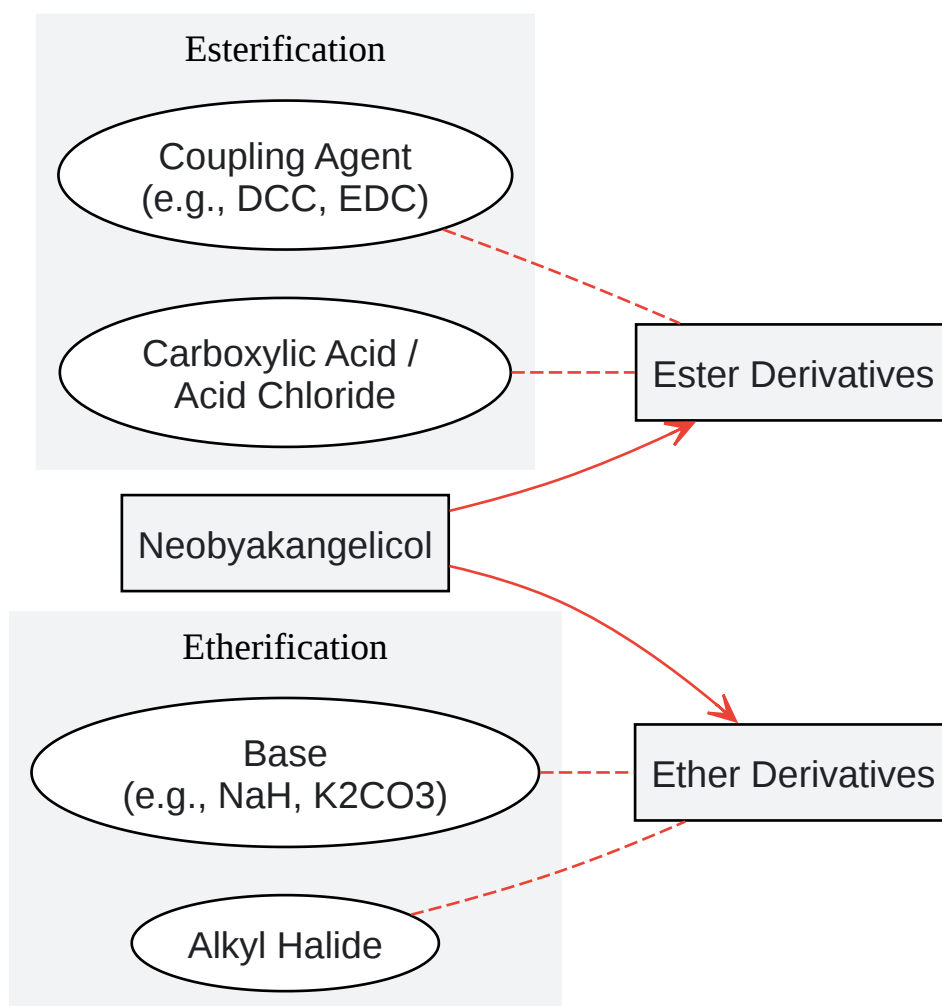 Esterification
Coupling Agent
(e.g., DCC, EDC)
Carboxylic Acid /
Acid Chloride
Ester Derivatives
Neobyakangelicol
Etherification
Base
(e.g., NaH, K2CO3)
Ether Derivatives
Alkyl Halide